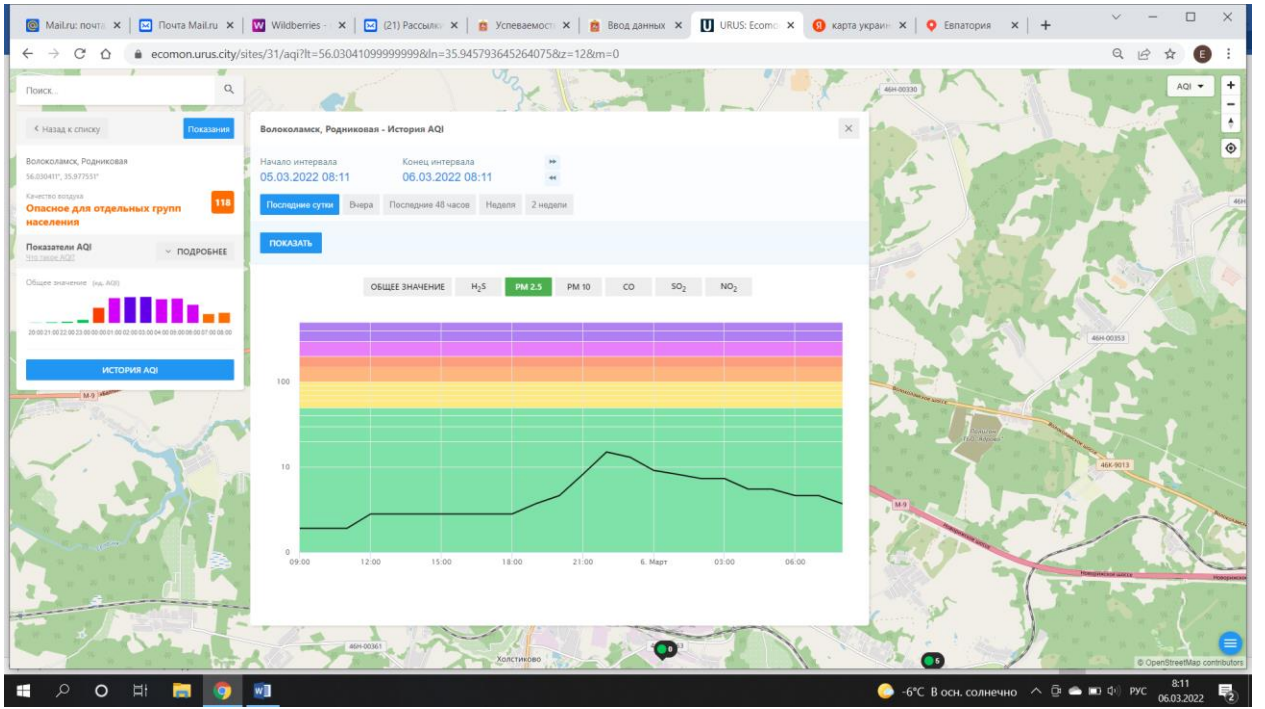 Mail.ru: почта
Почта Mail.ru
Wildberries -
(21) Рассылк
Успеваемост
Ввод данных
URUS: Ecomo
карта украин
Евпатория
ecomon.urus.city/sites/31/aqi?lt=56.03041099999999&ln=35.945793645264075&z=12&m=0
E
Поиск...
AQI
Назад к списку
Показания
Волоколамск, Родниковая
56.030411°, 35.977531°
Качество воздуха
Опасное для отдельных групп населения
118
Показатели AQI
Что такое AQI?
ПОДРОБНЕЕ
Общее значение (ед. AQI)
ИСТОРИЯ AQI
Волоколамск, Родниковая - История AQI
Начало интервала
Конец интервала
05.03.2022 08:11
06.03.2022 08:11
Последние сутки
Вчера
Последние 48 часов
Неделя
2 недели
ПОКАЗАТЬ
ОБЩЕЕ ЗНАЧЕНИЕ
H₂S
PM 2.5
PM 10
CO
SO₂
NO₂
100
10
0
09:00
12:00
15:00
18:00
21:00
6. Март
03:00
06:00
46Н-00330
46Н-00353
46К-9013
М-9
М-9
Волоколамское шоссе
Новорижское шоссе
46Н-00361
Холстиково
0
6
© OpenStreetMap contributors
-6°C В осн. солнечно
РУС
8:11
06.03.2022
2